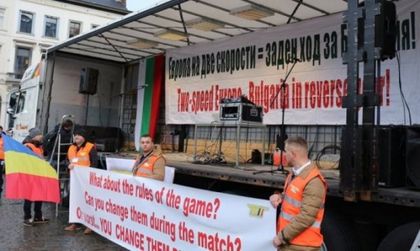 Европа на две скорости = заден ход за
Two-speed Europe, Bulgaria in reverse
What about the rules of the game?
Can you change them during the match?
YOU CHANGE THEM